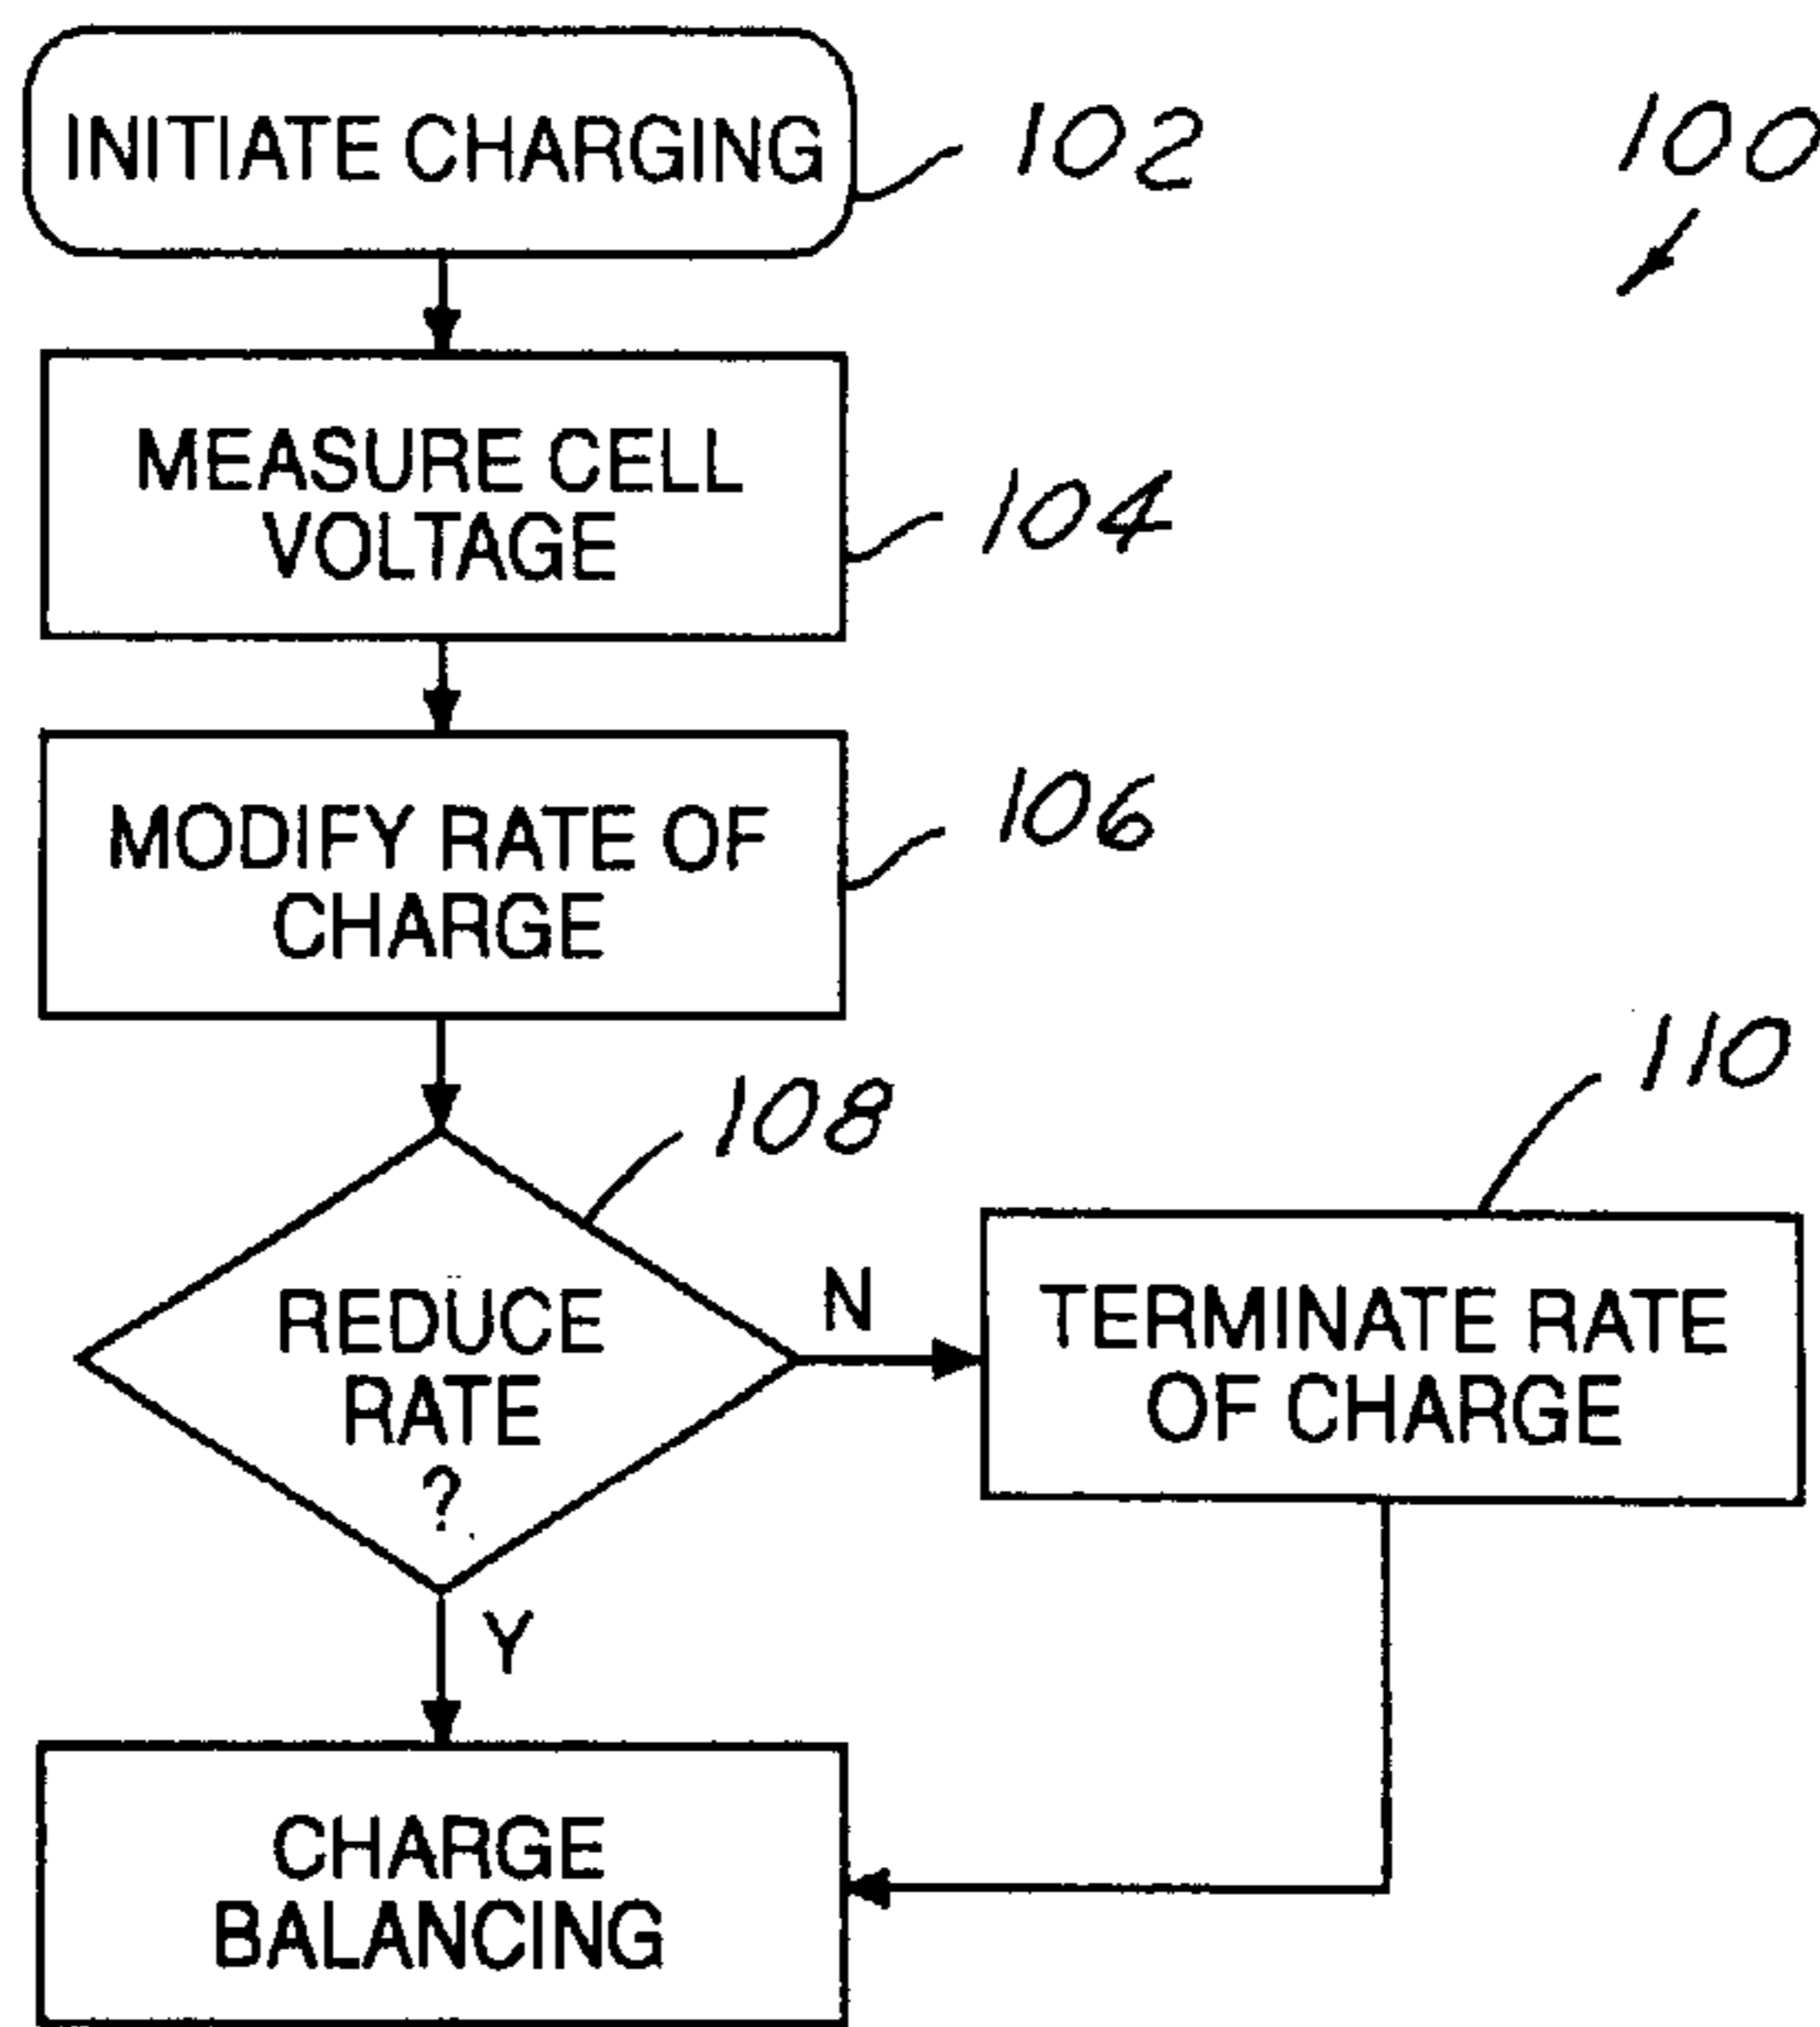 INITIATE CHARGING
102
100
MEASURE CELL
VOLTAGE
104
MODIFY RATE OF
CHARGE
106
108
110
REDUCE
RATE
?
N
TERMINATE RATE
OF CHARGE
Y
CHARGE
BALANCING